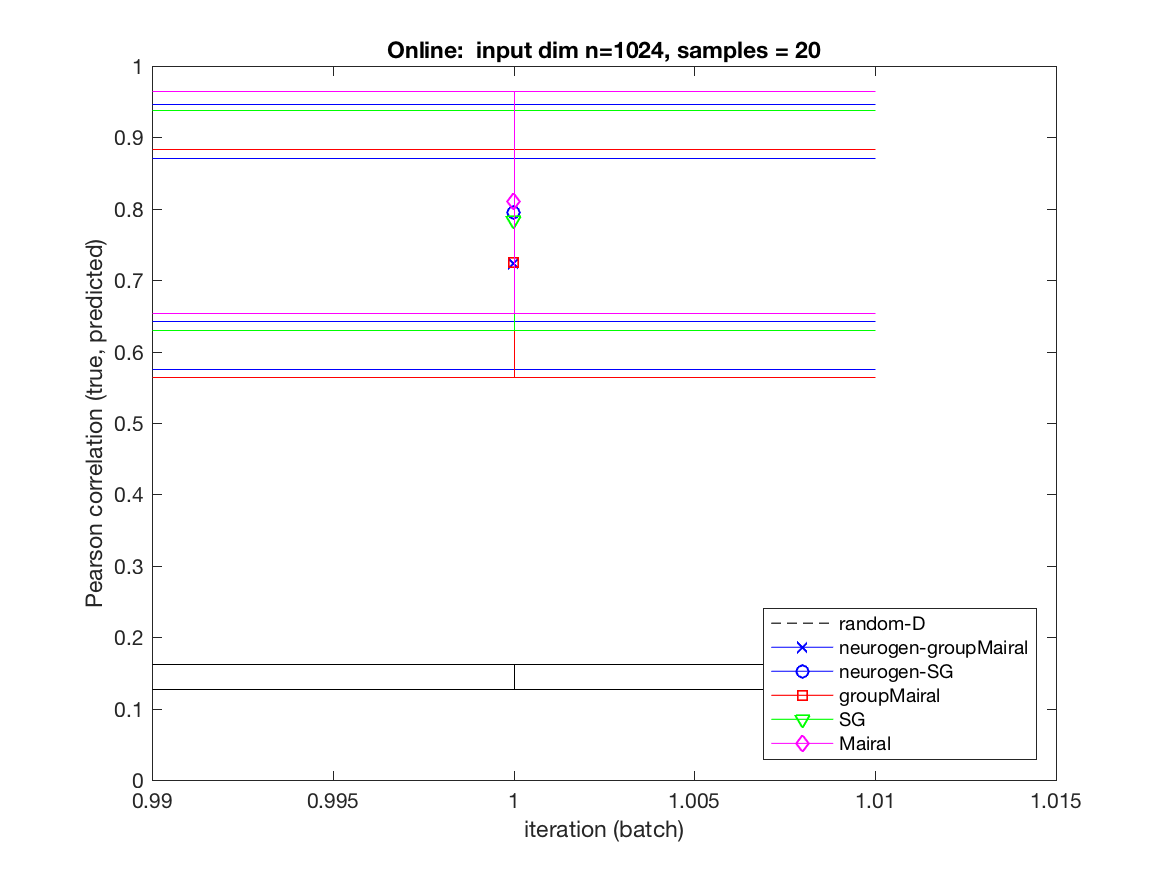 Online:  input dim n=1024, samples = 20
1
0.9
0.8
0.7
0.6
0.5
0.4
0.3
0.2
0.1
0
Pearson correlation (true, predicted)
random-D
neurogen-groupMairal
neurogen-SG
groupMairal
SG
Mairal
0.99 0.995 1 1.005 1.01 1.015
iteration (batch)